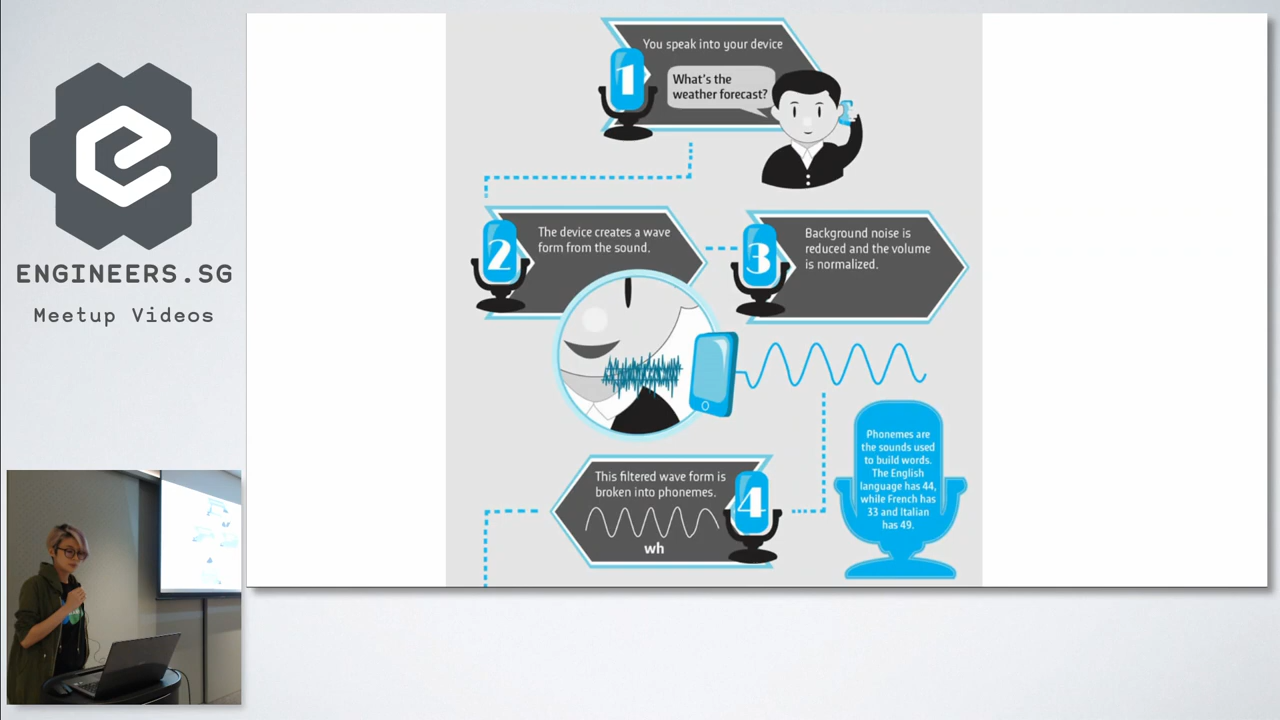 ENGINEERS.SG
Meetup Videos
1
You speak into your device
What's the
weather forecast?
2
The device creates a wave
form from the sound.
3
Background noise is
reduced and the volume
is normalized.
4
This filtered wave form is
broken into phonemes.
wh
Phonemes are
the sounds used
to build words.
The English
language has 44,
while French has
33 and Italian
has 49.